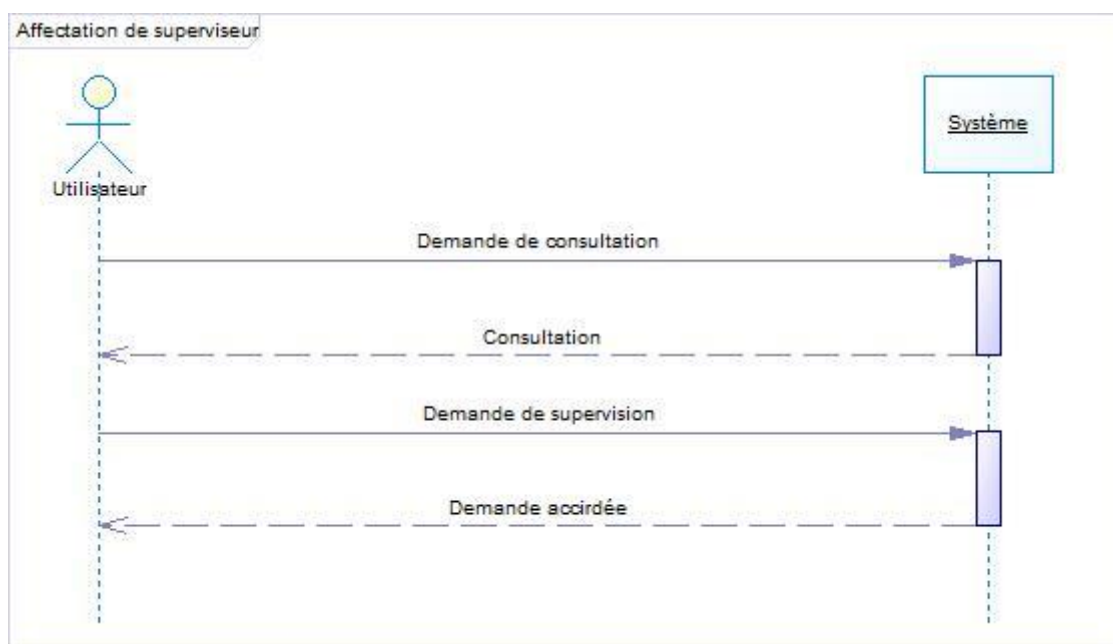 Affectation de superviseur
Système
Utilisateur
Demande de consultation
Consultation
Demande de supervision
Demande accirdée